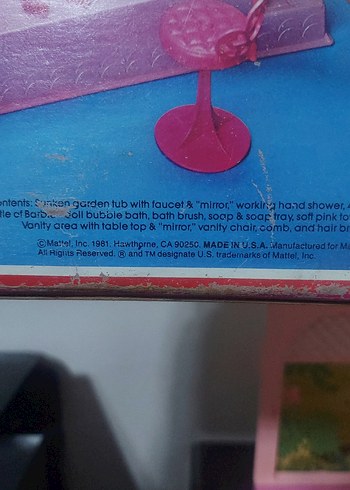 ontents: Sunken garden tub with faucet & "mirror," working hand shower, 4
tle of Barbie doll bubble bath, bath brush, soap & soap tray, soft pink to
Vanity area with table top & "mirror," vanity chair, comb, and hair br
©Mattel, Inc. 1981. Hawthorne, CA 90250. MADE IN U.S.A. Manufactured for Ma
All Rights Reserved. ® and TM designate U.S. trademarks of Mattel, Inc.